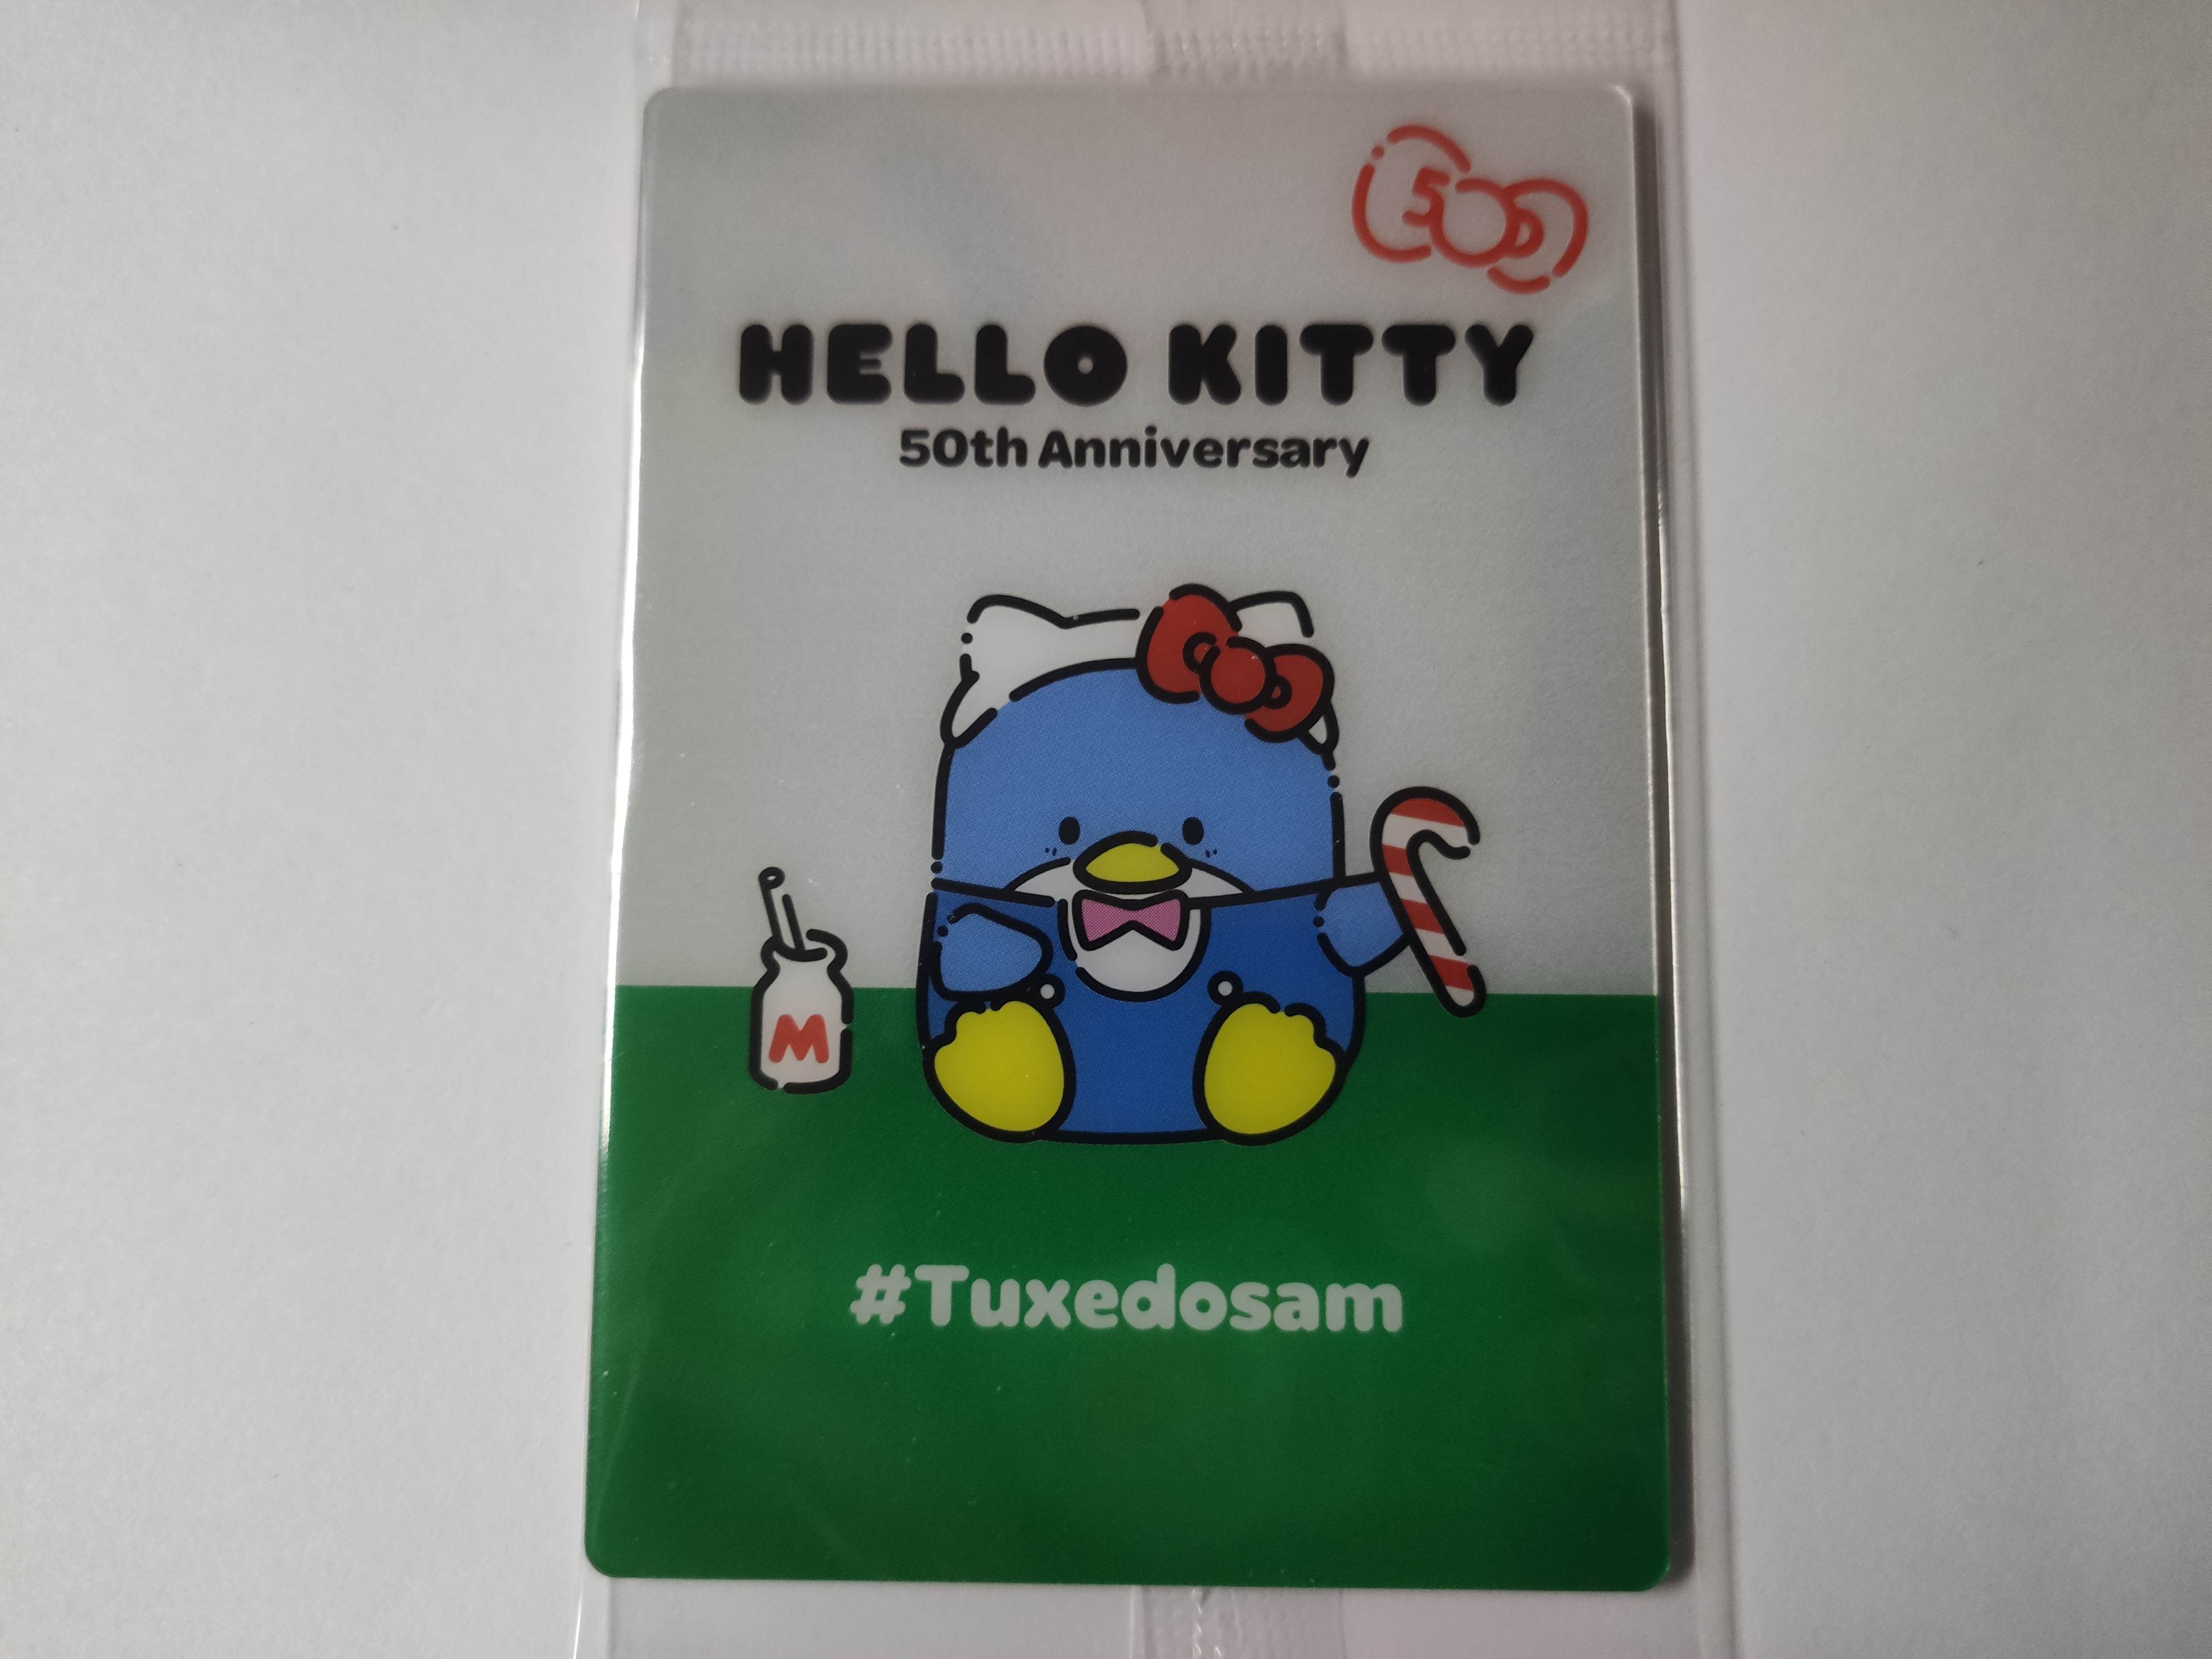 50
HELLO KITTY
50th Anniversary
M
#Tuxedosam